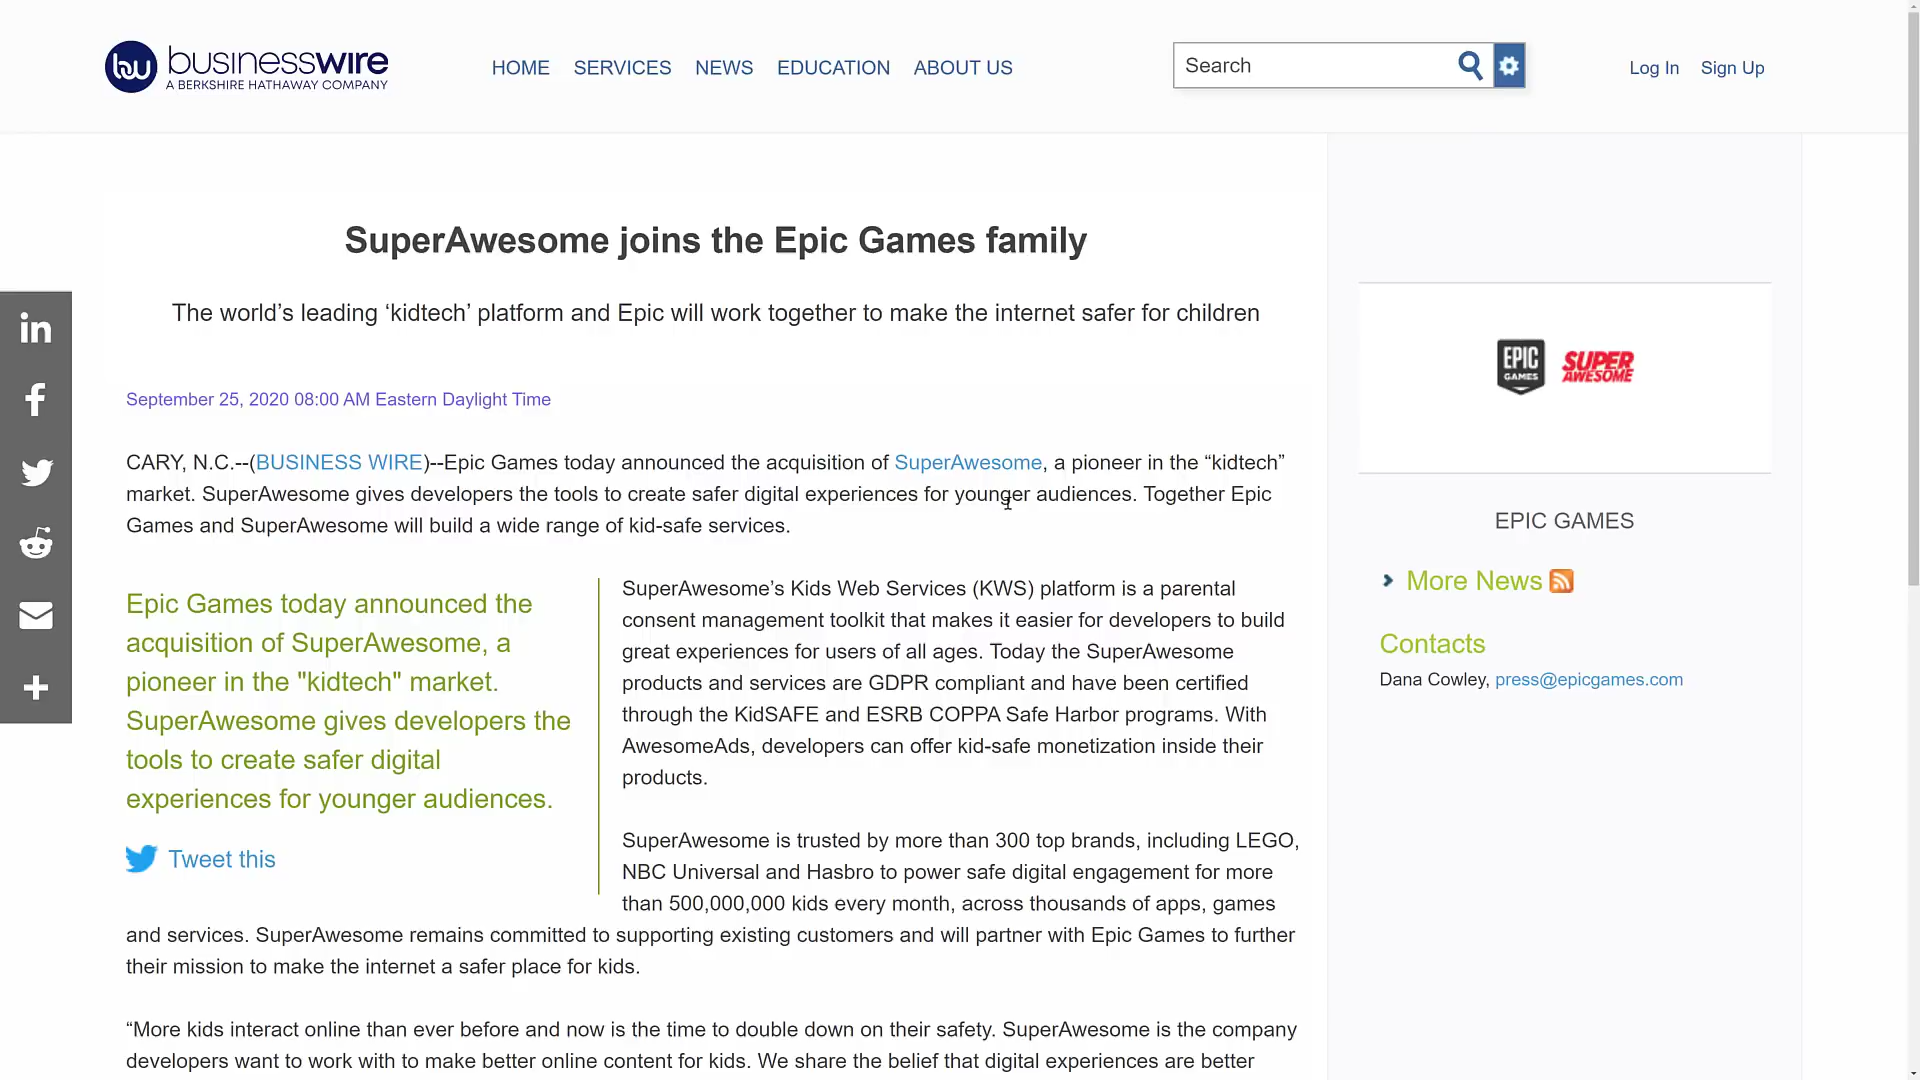 businesswire
A BERKSHIRE HATHAWAY COMPANY
HOME SERVICES NEWS EDUCATION ABOUT US
Search
Log In Sign Up
SuperAwesome joins the Epic Games family
The world’s leading ‘kidtech’ platform and Epic will work together to make the internet safer for children
September 25, 2020 08:00 AM Eastern Daylight Time
CARY, N.C.--(BUSINESS WIRE)--Epic Games today announced the acquisition of SuperAwesome, a pioneer in the “kidtech”
market. SuperAwesome gives developers the tools to create safer digital experiences for younger audiences. Together Epic
Games and SuperAwesome will build a wide range of kid-safe services.
Epic Games today announced the
acquisition of SuperAwesome, a
pioneer in the "kidtech" market.
SuperAwesome gives developers the
tools to create safer digital
experiences for younger audiences.
Tweet this
SuperAwesome’s Kids Web Services (KWS) platform is a parental
consent management toolkit that makes it easier for developers to build
great experiences for users of all ages. Today the SuperAwesome
products and services are GDPR compliant and have been certified
through the KidSAFE and ESRB COPPA Safe Harbor programs. With
AwesomeAds, developers can offer kid-safe monetization inside their
products.
SuperAwesome is trusted by more than 300 top brands, including LEGO,
NBC Universal and Hasbro to power safe digital engagement for more
than 500,000,000 kids every month, across thousands of apps, games
and services. SuperAwesome remains committed to supporting existing customers and will partner with Epic Games to further
their mission to make the internet a safer place for kids.
“More kids interact online than ever before and now is the time to double down on their safety. SuperAwesome is the company
developers want to work with to make better online content for kids. We share the belief that digital experiences are better
EPIC
GAMES
SUPER
AWESOME
EPIC GAMES
More News
Contacts
Dana Cowley, press@epicgames.com